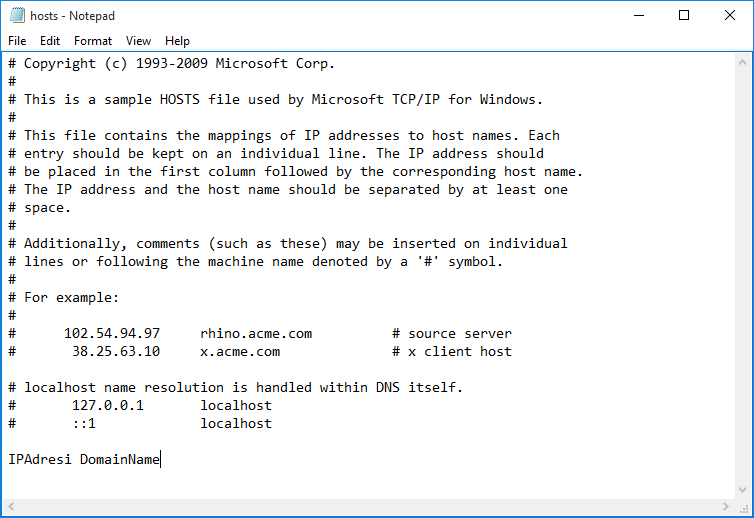 hosts - Notepad
File Edit Format View Help
# Copyright (c) 1993-2009 Microsoft Corp.
#
# This is a sample HOSTS file used by Microsoft TCP/IP for Windows.
#
# This file contains the mappings of IP addresses to host names. Each
# entry should be kept on an individual line. The IP address should
# be placed in the first column followed by the corresponding host name.
# The IP address and the host name should be separated by at least one
# space.
#
# Additionally, comments (such as these) may be inserted on individual
# lines or following the machine name denoted by a '#' symbol.
#
# For example:
#
#      102.54.94.97     rhino.acme.com          # source server
#       38.25.63.10     x.acme.com              # x client host

# localhost name resolution is handled within DNS itself.
#       127.0.0.1       localhost
#       ::1             localhost

IPAdresi DomainName